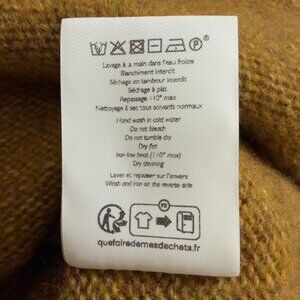 P
Lavage à la main dans l'eau froide
Blanchiment interdit
Séchage en tambour interdit
Séchage à plat
Repassage 110° max
Nettoyage à sec tous solvants normaux
Hand wash in cold water
Do not bleach
Do not tumble dry
Dry flat
Iron low heat (110° max)
Dry cleaning
Laver et repasser sur l'envers
Wash and iron on the reverse side
FR
quefairedemesdechets.fr